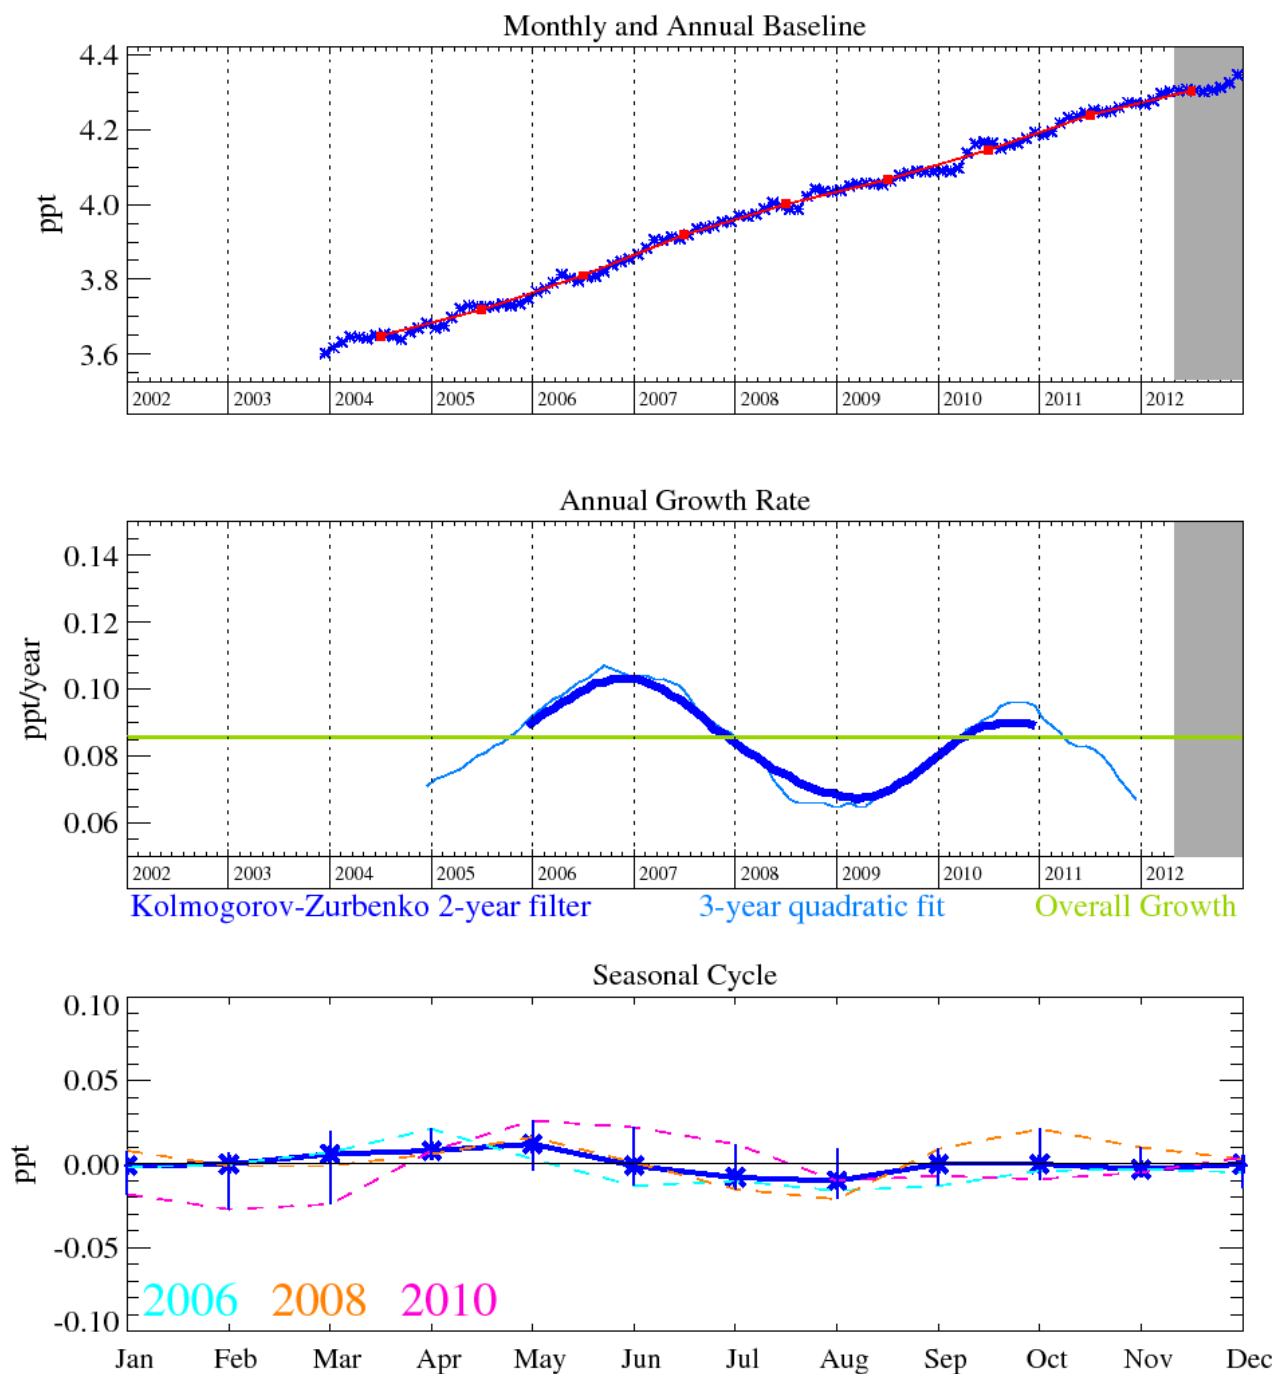 Monthly and Annual Baseline
4.4
4.2
4.0
3.8
3.6
ppt
2002 2003 2004 2005 2006 2007 2008 2009 2010 2011 2012
Annual Growth Rate
0.14
0.12
0.10
0.08
0.06
ppt/year
2002 2003 2004 2005 2006 2007 2008 2009 2010 2011 2012
Kolmogorov-Zurbenko 2-year filter 3-year quadratic fit Overall Growth
Seasonal Cycle
0.10
0.05
0.00
-0.05
-0.10
ppt
2006 2008 2010
Jan Feb Mar Apr May Jun Jul Aug Sep Oct Nov Dec